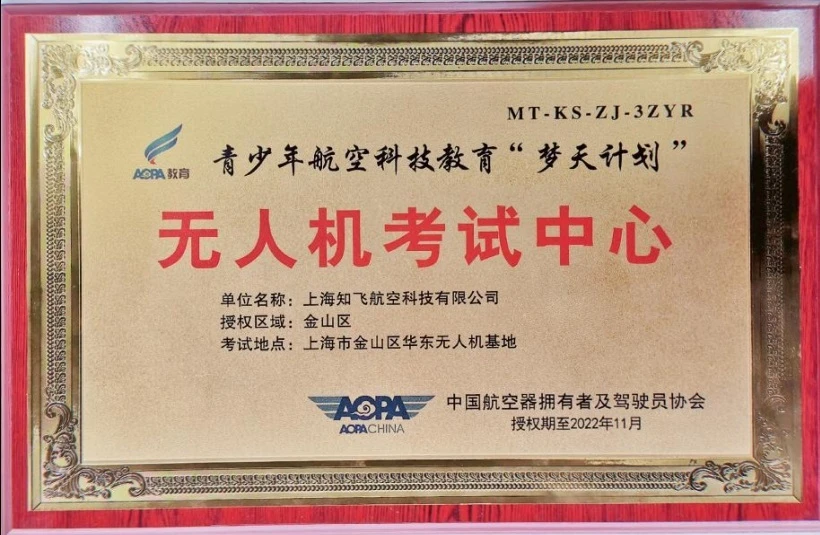 MT-KS-ZJ-3ZYR
AOPA教育
青少年航空科技教育“梦天计划”
无人机考试中心
单位名称：上海知飞航空科技有限公司
授权区域：金山区
考试地点：上海市金山区华东无人机基地
AOPA
AOPA CHINA
中国航空器拥有者及驾驶员协会
授权期至2022年11月